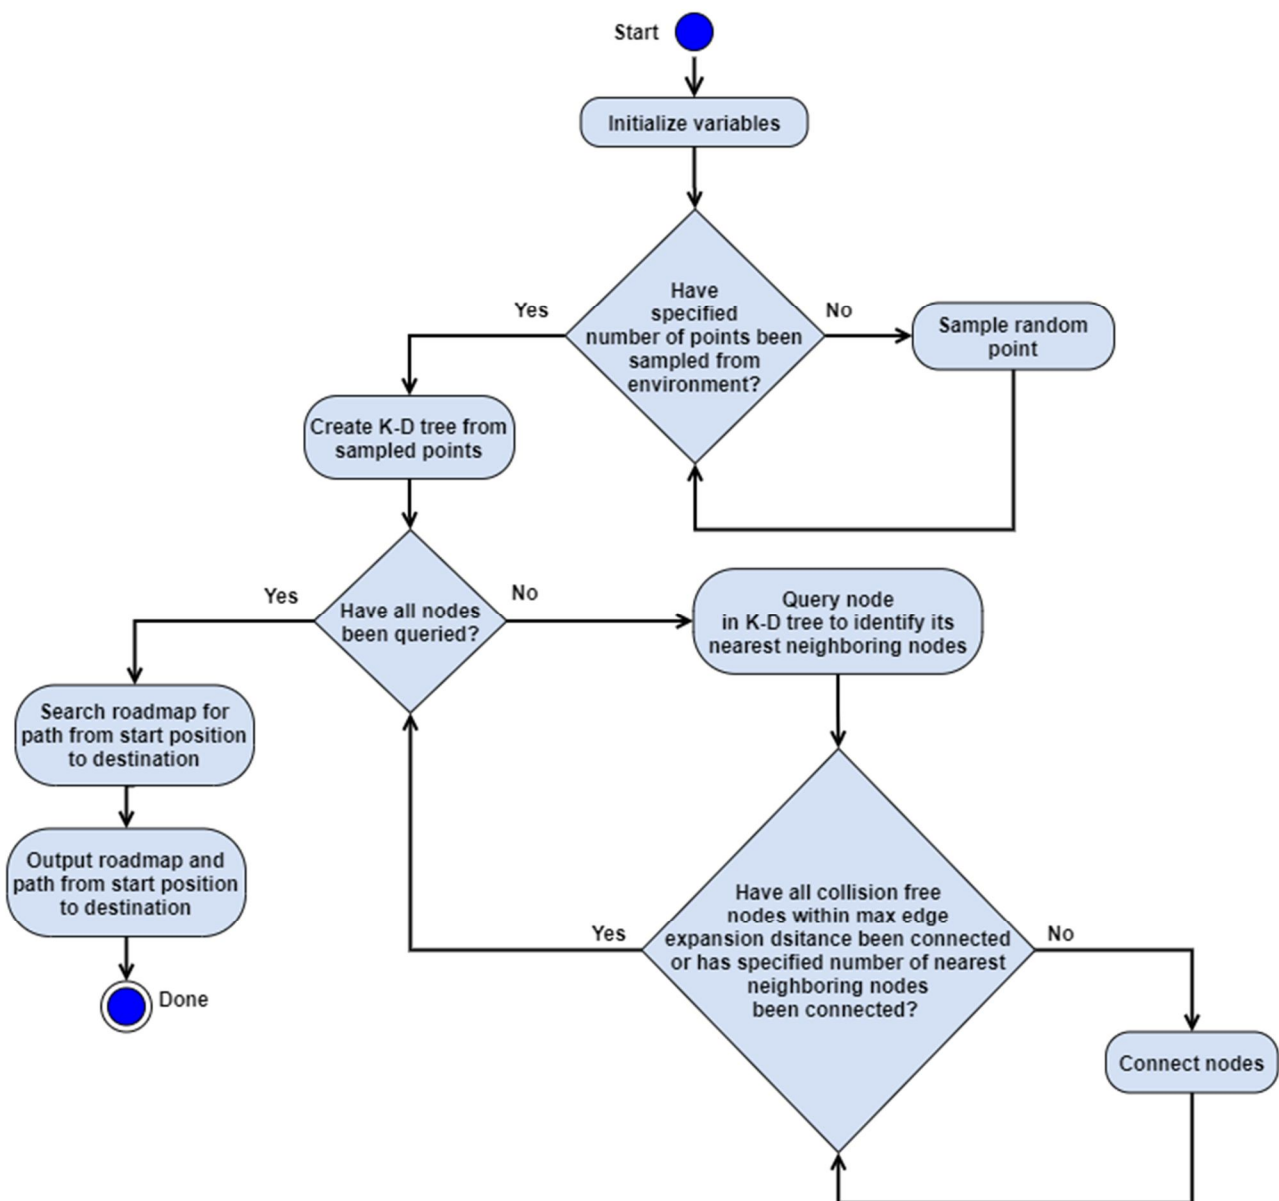 Start
Initialize variables
Have
specified
number of points been
sampled from
environment?
Yes
No
Sample random
point
Create K-D tree from
sampled points
Have all nodes
been queried?
Yes
No
Query node
in K-D tree to identify its
nearest neighboring nodes
Search roadmap for
path from start position
to destination
Output roadmap and
path from start position
to destination
Done
Have all collision free
nodes within max edge
expansion dsitance been connected
or has specified number of nearest
neighboring nodes
been connected?
Yes
No
Connect nodes